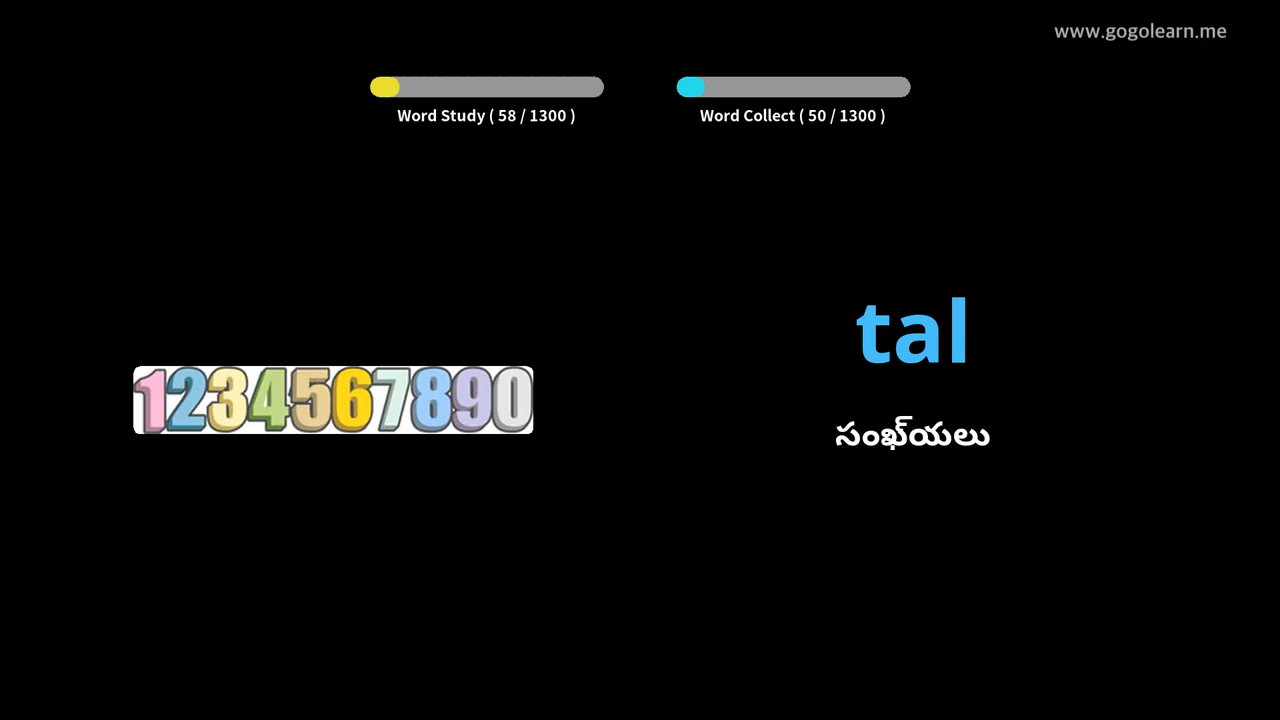 www.gogolearn.me
Word Study ( 58 / 1300 )
Word Collect ( 50 / 1300 )
1234567890
tal
సంఖ్‌యలు